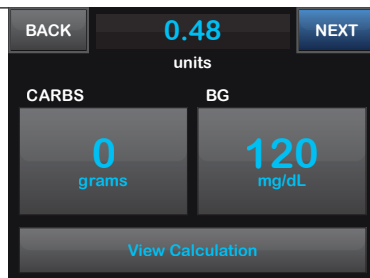 BACK
0.48
NEXT
units
CARBS
BG
0
120
grams
mg/dL
View Calculation